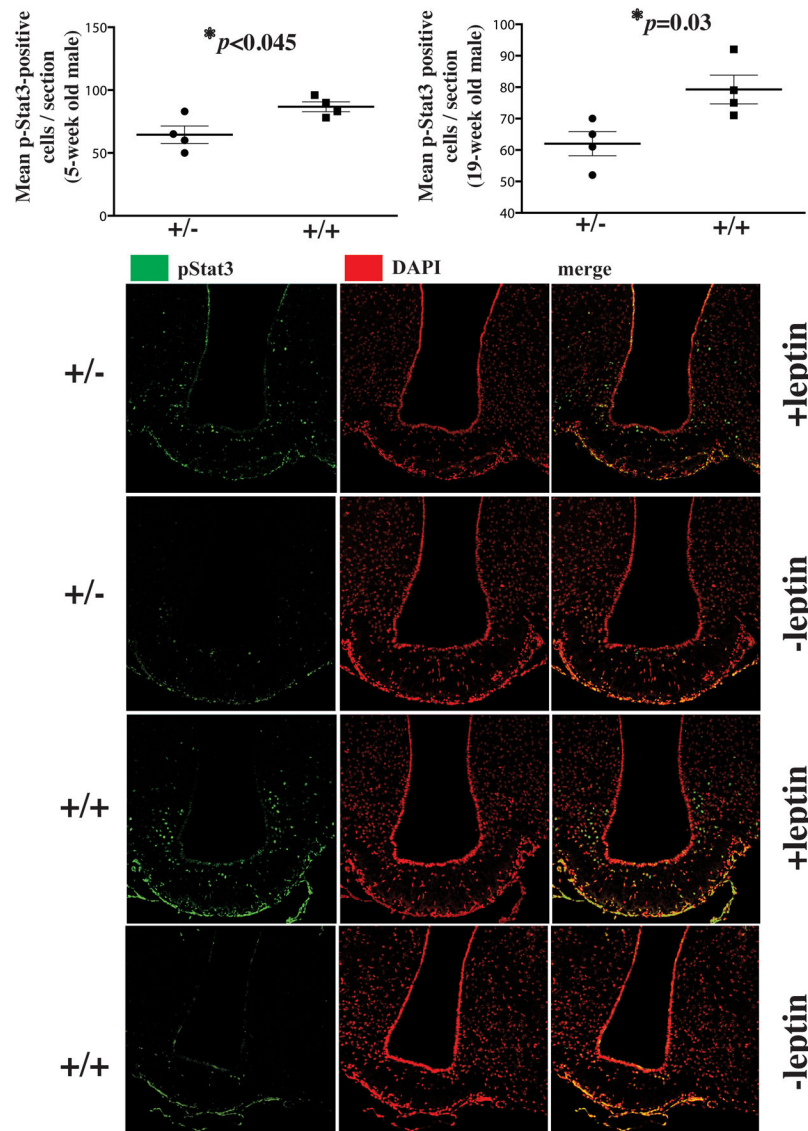 Mean p-Stat3-positive
cells / section
(5-week old male)
150
100
50
0
*p<0.045
+/-
+/+
Mean p-Stat3 positive
cells / section
(19-week old male)
100
90
80
70
60
50
40
*p=0.03
+/-
+/+
pStat3
DAPI
merge
+/-
+leptin
+/-
-leptin
+/+
+leptin
+/+
-leptin